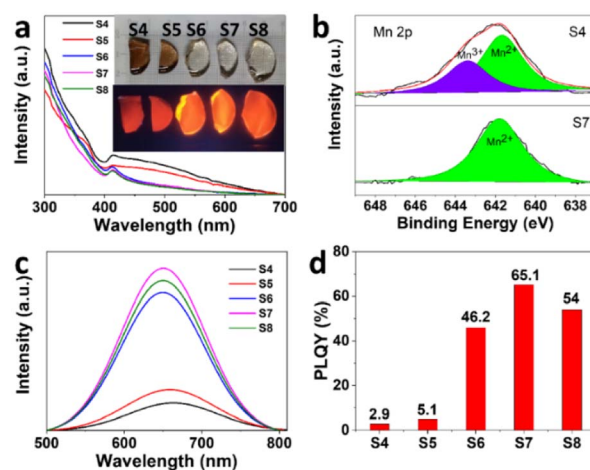 a
S4 S5 S6 S7 S8
S4
S5
S6
S7
S8
Intensity (a.u.)
300 400 500 600 700
Wavelength (nm)
b
Mn 2p
S4
Mn³⁺
Mn²⁺
S7
Mn²⁺
Intensity (a.u.)
648 646 644 642 640 638
Binding Energy (eV)
c
S4
S5
S6
S7
S8
Intensity (a.u.)
500 600 700 800
Wavelength (nm)
d
PLQY (%)
80
60
40
20
0
2.9
5.1
46.2
65.1
54
S4 S5 S6 S7 S8